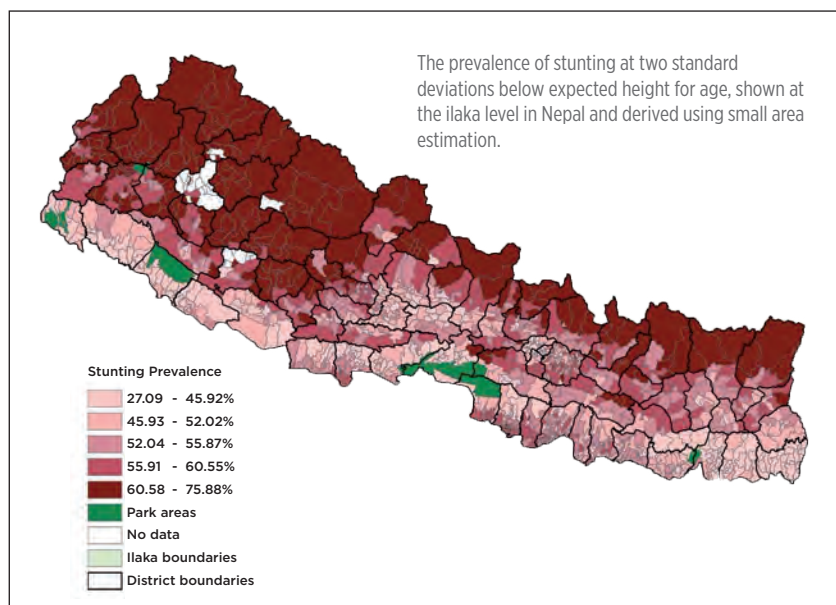 The prevalence of stunting at two standard
deviations below expected height for age, shown at
the ilaka level in Nepal and derived using small area
estimation.
Stunting Prevalence
27.09 - 45.92%
45.93 - 52.02%
52.04 - 55.87%
55.91 - 60.55%
60.58 - 75.88%
Park areas
No data
Ilaka boundaries
District boundaries